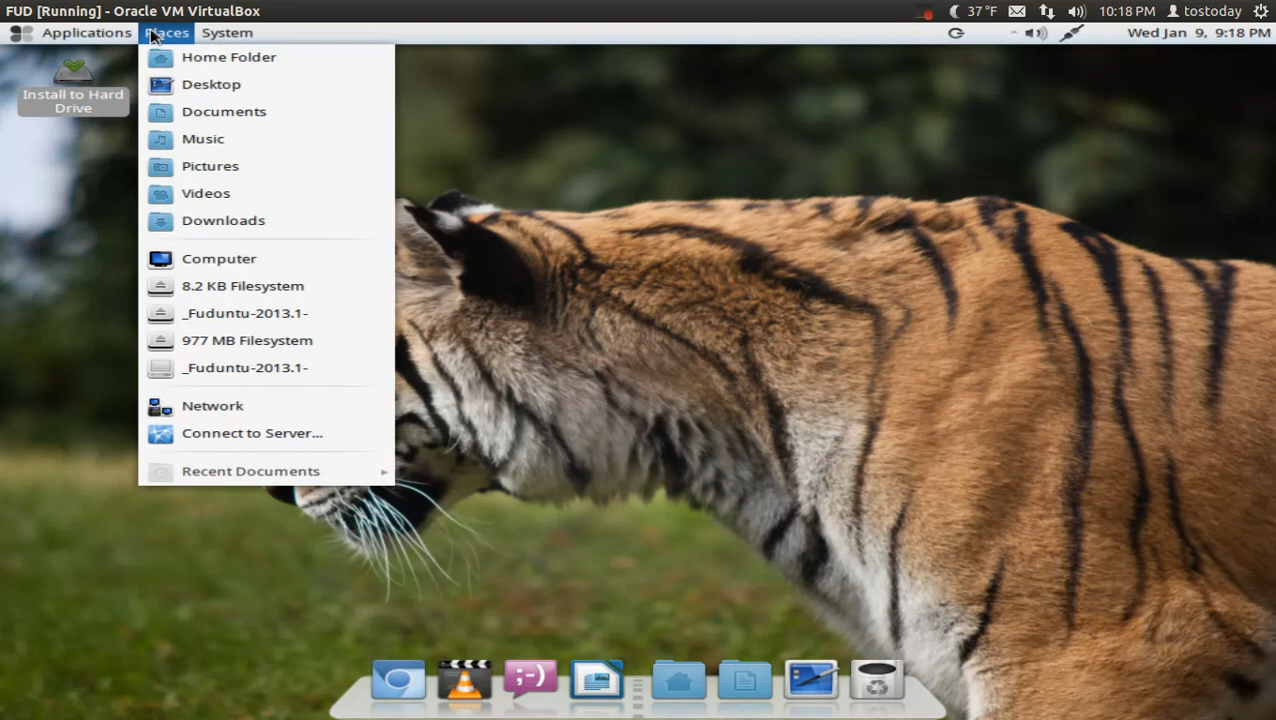 FUD [Running] - Oracle VM VirtualBox
37 °F
10:18 PM
tostoday
Applications
Places
System
Wed Jan 9, 9:18 PM
Install to Hard
Drive
Home Folder
Desktop
Documents
Music
Pictures
Videos
Downloads
Computer
8.2 KB Filesystem
_Fuduntu-2013.1-
977 MB Filesystem
_Fuduntu-2013.1-
Network
Connect to Server...
Recent Documents
;-)